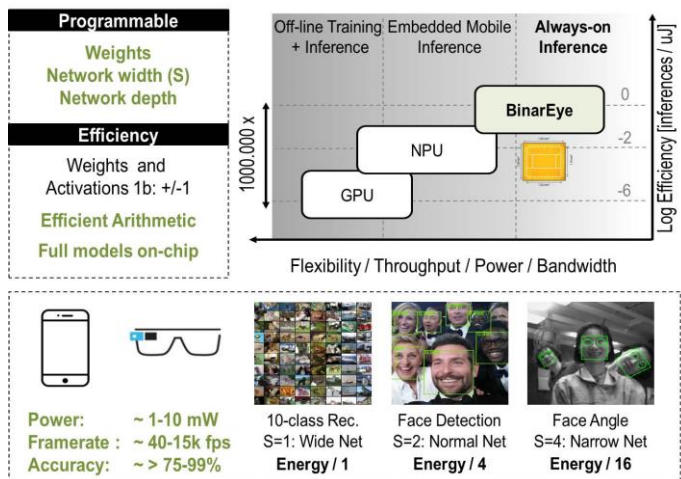 Programmable
Weights
Network width (S)
Network depth
Efficiency
Weights and
Activations 1b: +/-1
Efficient Arithmetic
Full models on-chip
Off-line Training
+ Inference
Embedded Mobile
Inference
Always-on
Inference
1000.000 x
GPU
NPU
BinarEye
0
-2
-6
Log Efficiency [inferences / uJ]
Flexibility / Throughput / Power / Bandwidth
Power: ~ 1-10 mW
Framerate : ~ 40-15k fps
Accuracy: ~ > 75-99%
10-class Rec.
S=1: Wide Net
Energy / 1
Face Detection
S=2: Normal Net
Energy / 4
Face Angle
S=4: Narrow Net
Energy / 16